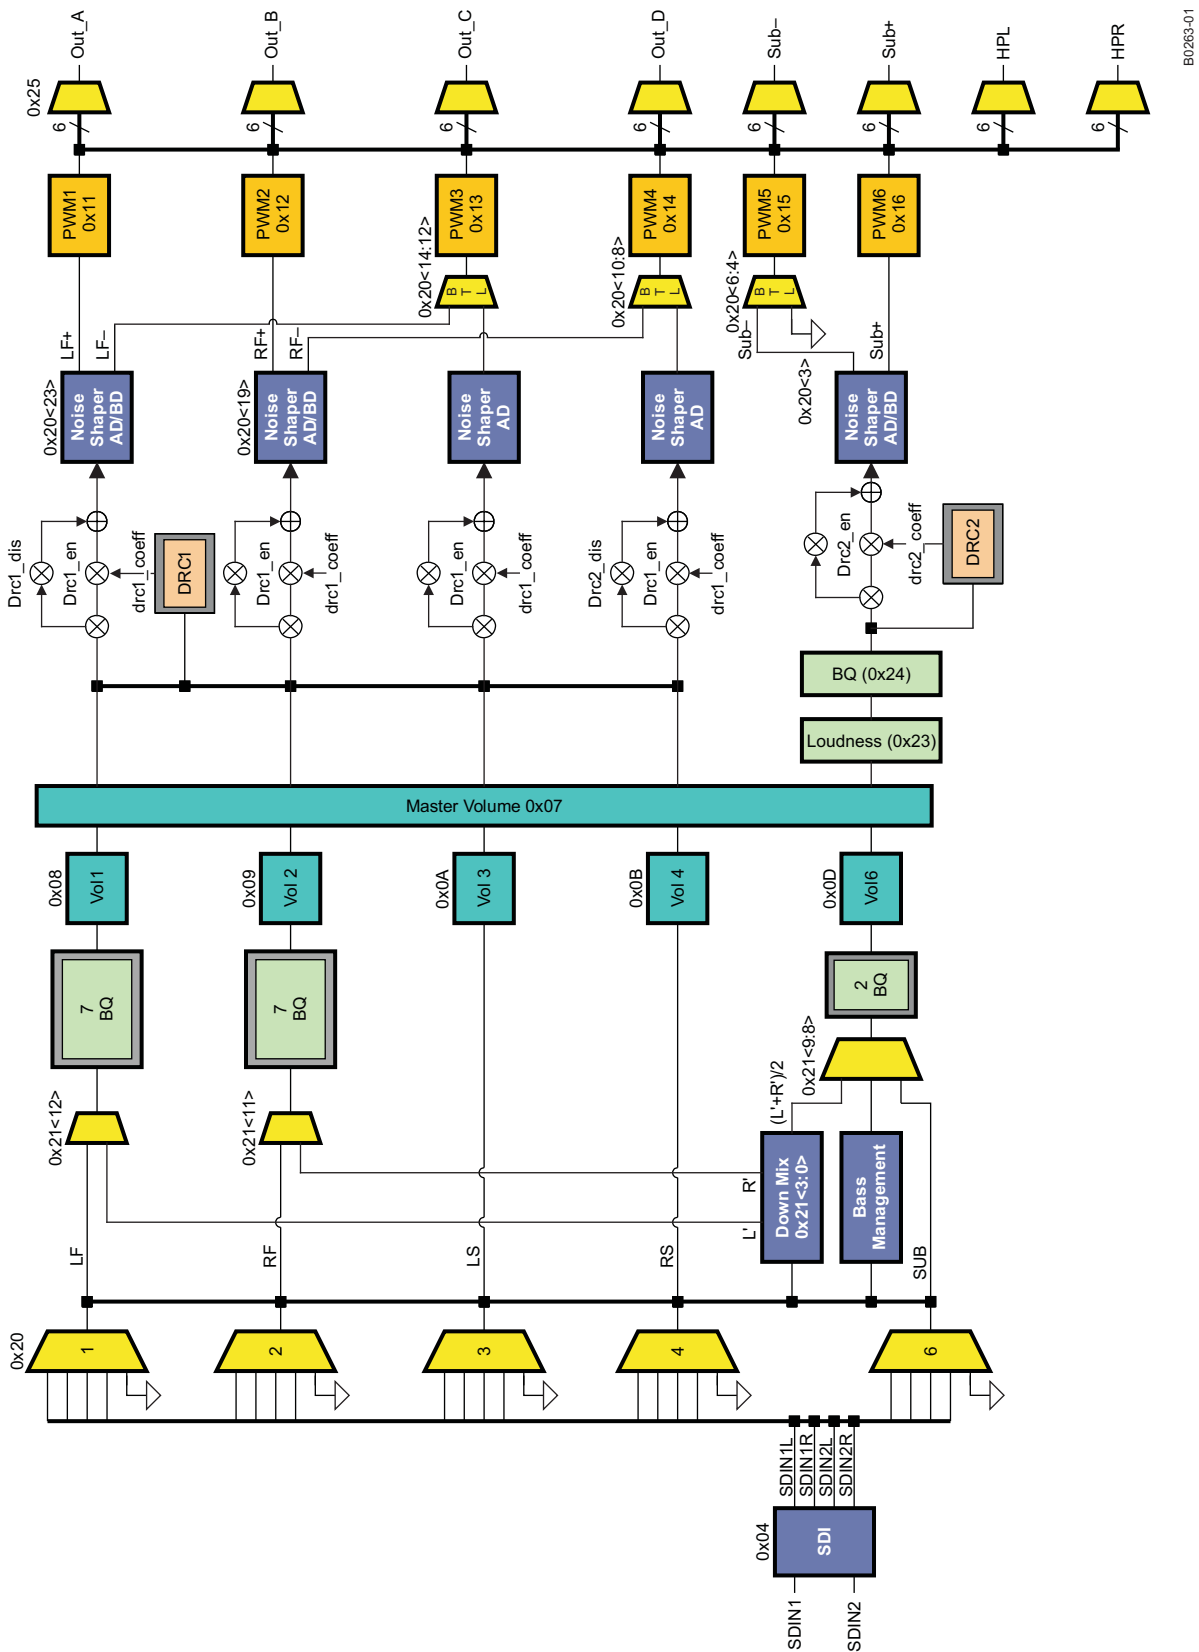 SDIN1
SDIN2
0x04
SDI
SDIN1L
SDIN1R
SDIN2L
SDIN2R
0x20
1
2
3
4
6
LF
RF
LS
RS
SUB
L'
R'
Down Mix
0x21<3:0>
Bass
Management
(L'+R')/2
0x21<12>
0x21<11>
0x21<9:8>
7
BQ
7
BQ
2
BQ
0x08
Vol1
0x09
Vol 2
0x0A
Vol 3
0x0B
Vol 4
0x0D
Vol6
Master Volume 0x07
Loudness (0x23)
BQ (0x24)
Drc1_dis
Drc1_en
drc1_coeff
DRC1
Drc1_en
drc1_coeff
Drc1_en
drc1_coeff
Drc2_dis
Drc1_en
drc1_coeff
Drc2_en
drc2_coeff
DRC2
0x20<23>
Noise
Shaper
AD/BD
LF+
LF–
0x20<19>
Noise
Shaper
AD/BD
RF+
RF–
Noise
Shaper
AD
Noise
Shaper
AD
0x20<3>
Noise
Shaper
AD/BD
Sub–
Sub+
0x20<14:12>
B
T
L
0x20<10:8>
B
T
L
0x20<6:4>
B
T
L
PWM1
0x11
PWM2
0x12
PWM3
0x13
PWM4
0x14
PWM5
0x15
PWM6
0x16
0x25
6
6
6
6
6
6
6
6
Out_A
Out_B
Out_C
Out_D
Sub–
Sub+
HPL
HPR
B0263-01